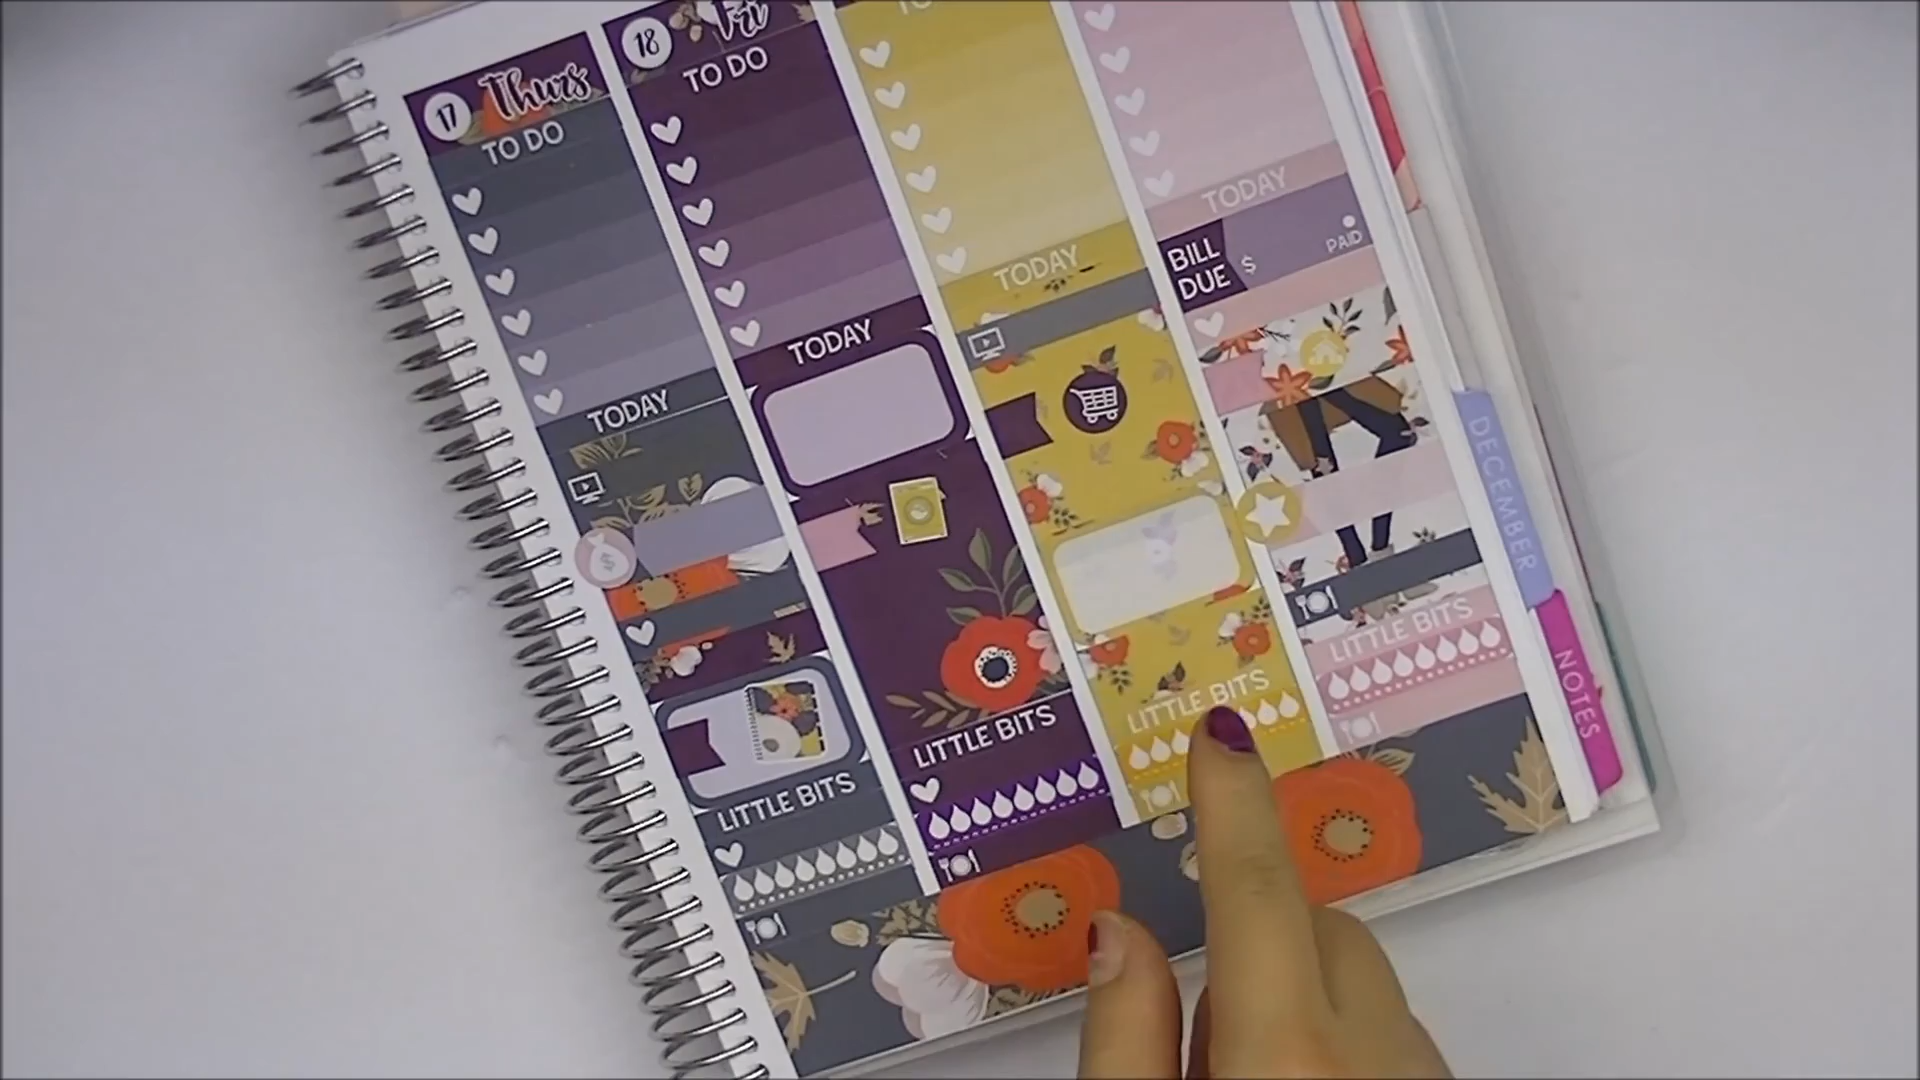 17 Thurs
TO DO
TODAY
$
LITTLE BITS
18 Fri
TO DO
TODAY
LITTLE BITS
TODAY
LITTLE BITS
TODAY
BILL DUE $
PAID
LITTLE BITS
DECEMBER
NOTES